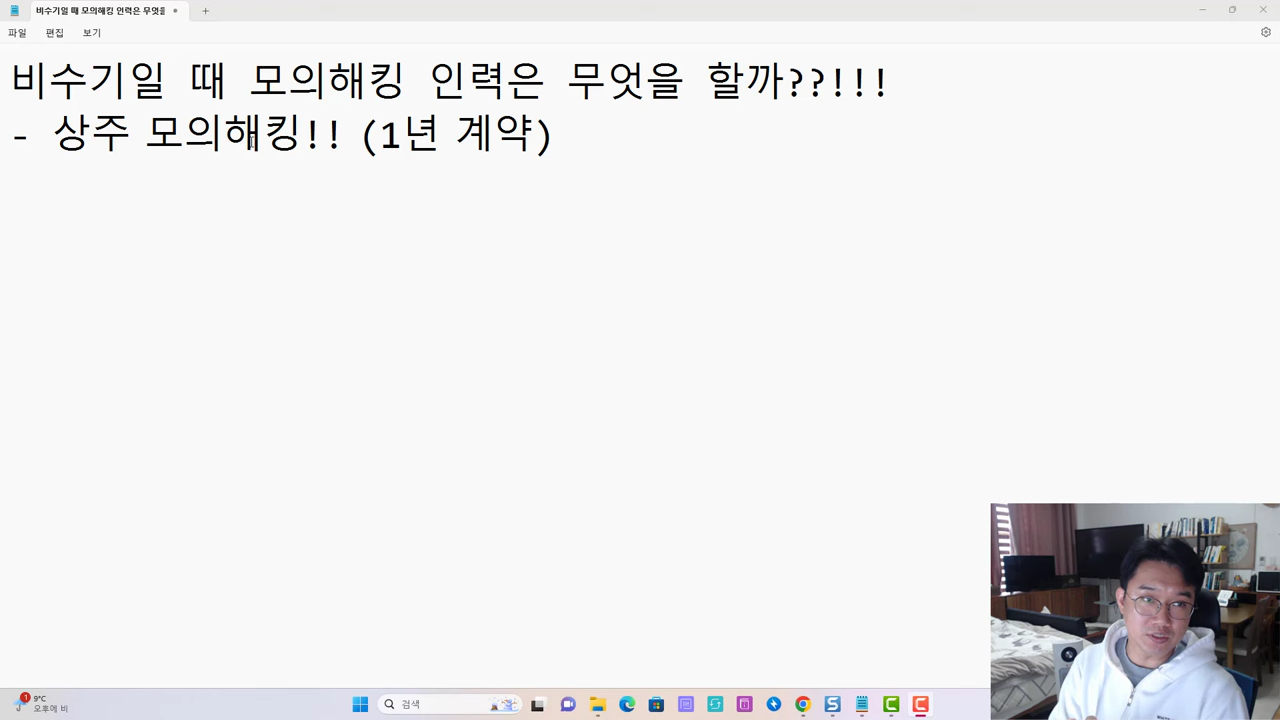 비수기일 때 모의해킹 인력은 무엇을
파일 편집 보기
비수기일 때 모의해킹 인력은 무엇을 할까??!!!
- 상주 모의해킹!! (1년 계약)
1
9°C
오후에 비
검색